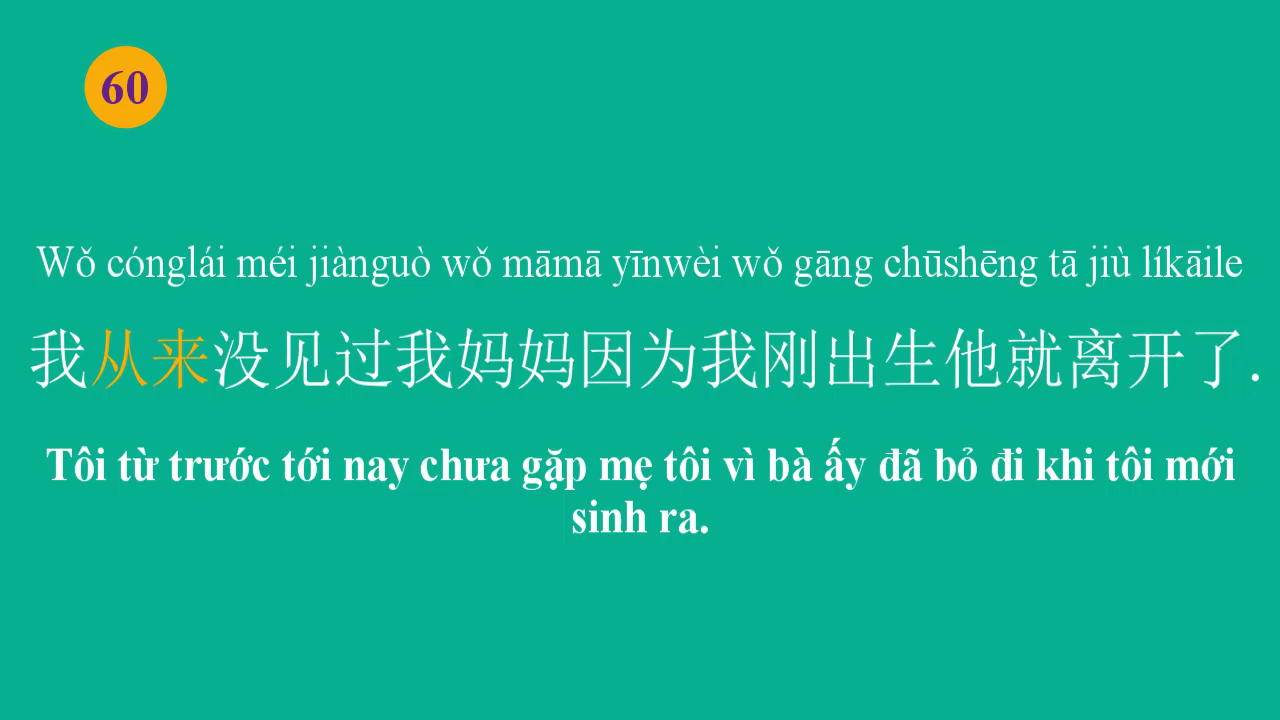 60
Wǒ cónglái méi jiànguò wǒ māmā yīnwèi wǒ gāng chūshēng tā jiù líkāile
我从来没见过我妈妈因为我刚出生他就离开了.
Tôi từ trước tới nay chưa gặp mẹ tôi vì bà ấy đã bỏ đi khi tôi mới
sinh ra.